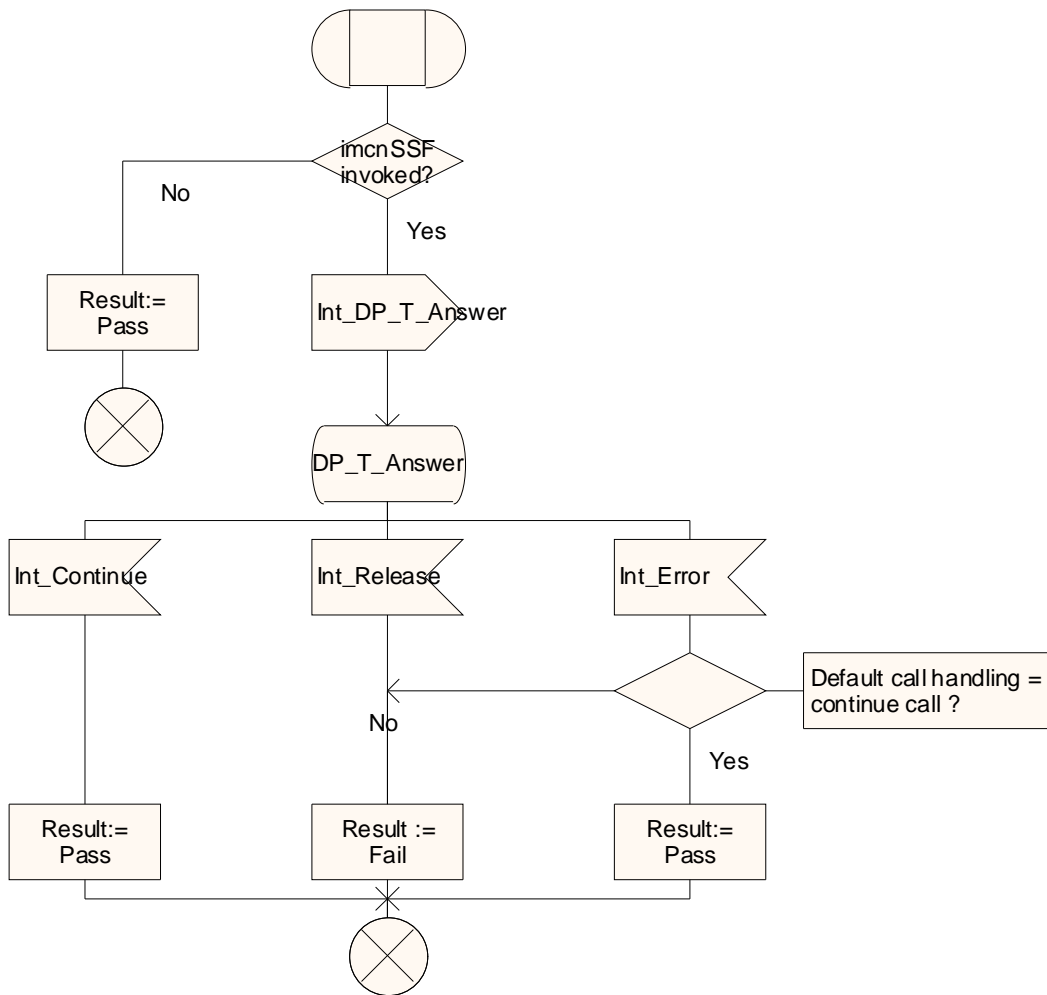 imcnSSF
invoked?
No
Yes
Result:=
Pass
Int_DP_T_Answer
DP_T_Answer
Int_Continue
Int_Release
Int_Error
Default call handling =
continue call ?
No
Yes
Result:=
Pass
Result :=
Fail
Result:=
Pass